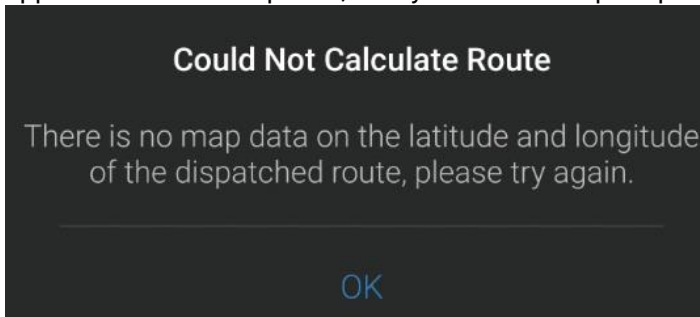 Could Not Calculate Route
There is no map data on the latitude and longitude
of the dispatched route, please try again.
OK